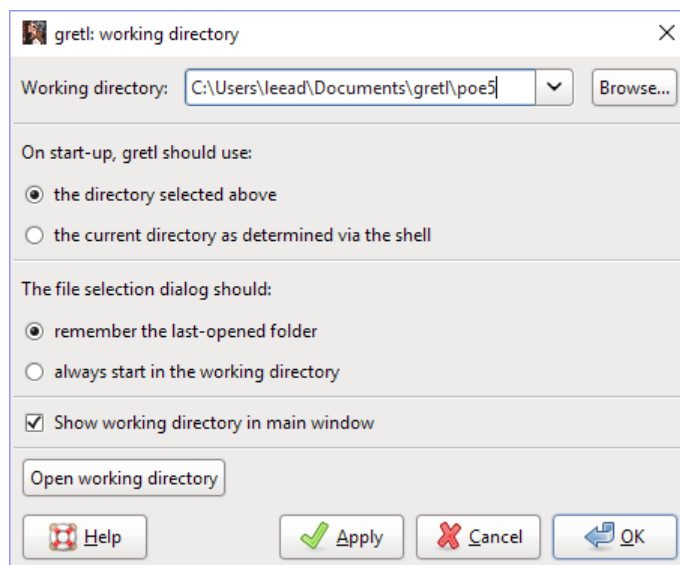 gretl: working directory
Working directory: C:\Users\leead\Documents\gretl\poe5 Browse...
On start-up, gretl should use:
the directory selected above
the current directory as determined via the shell
The file selection dialog should:
remember the last-opened folder
always start in the working directory
Show working directory in main window
Open working directory
Help Apply Cancel OK